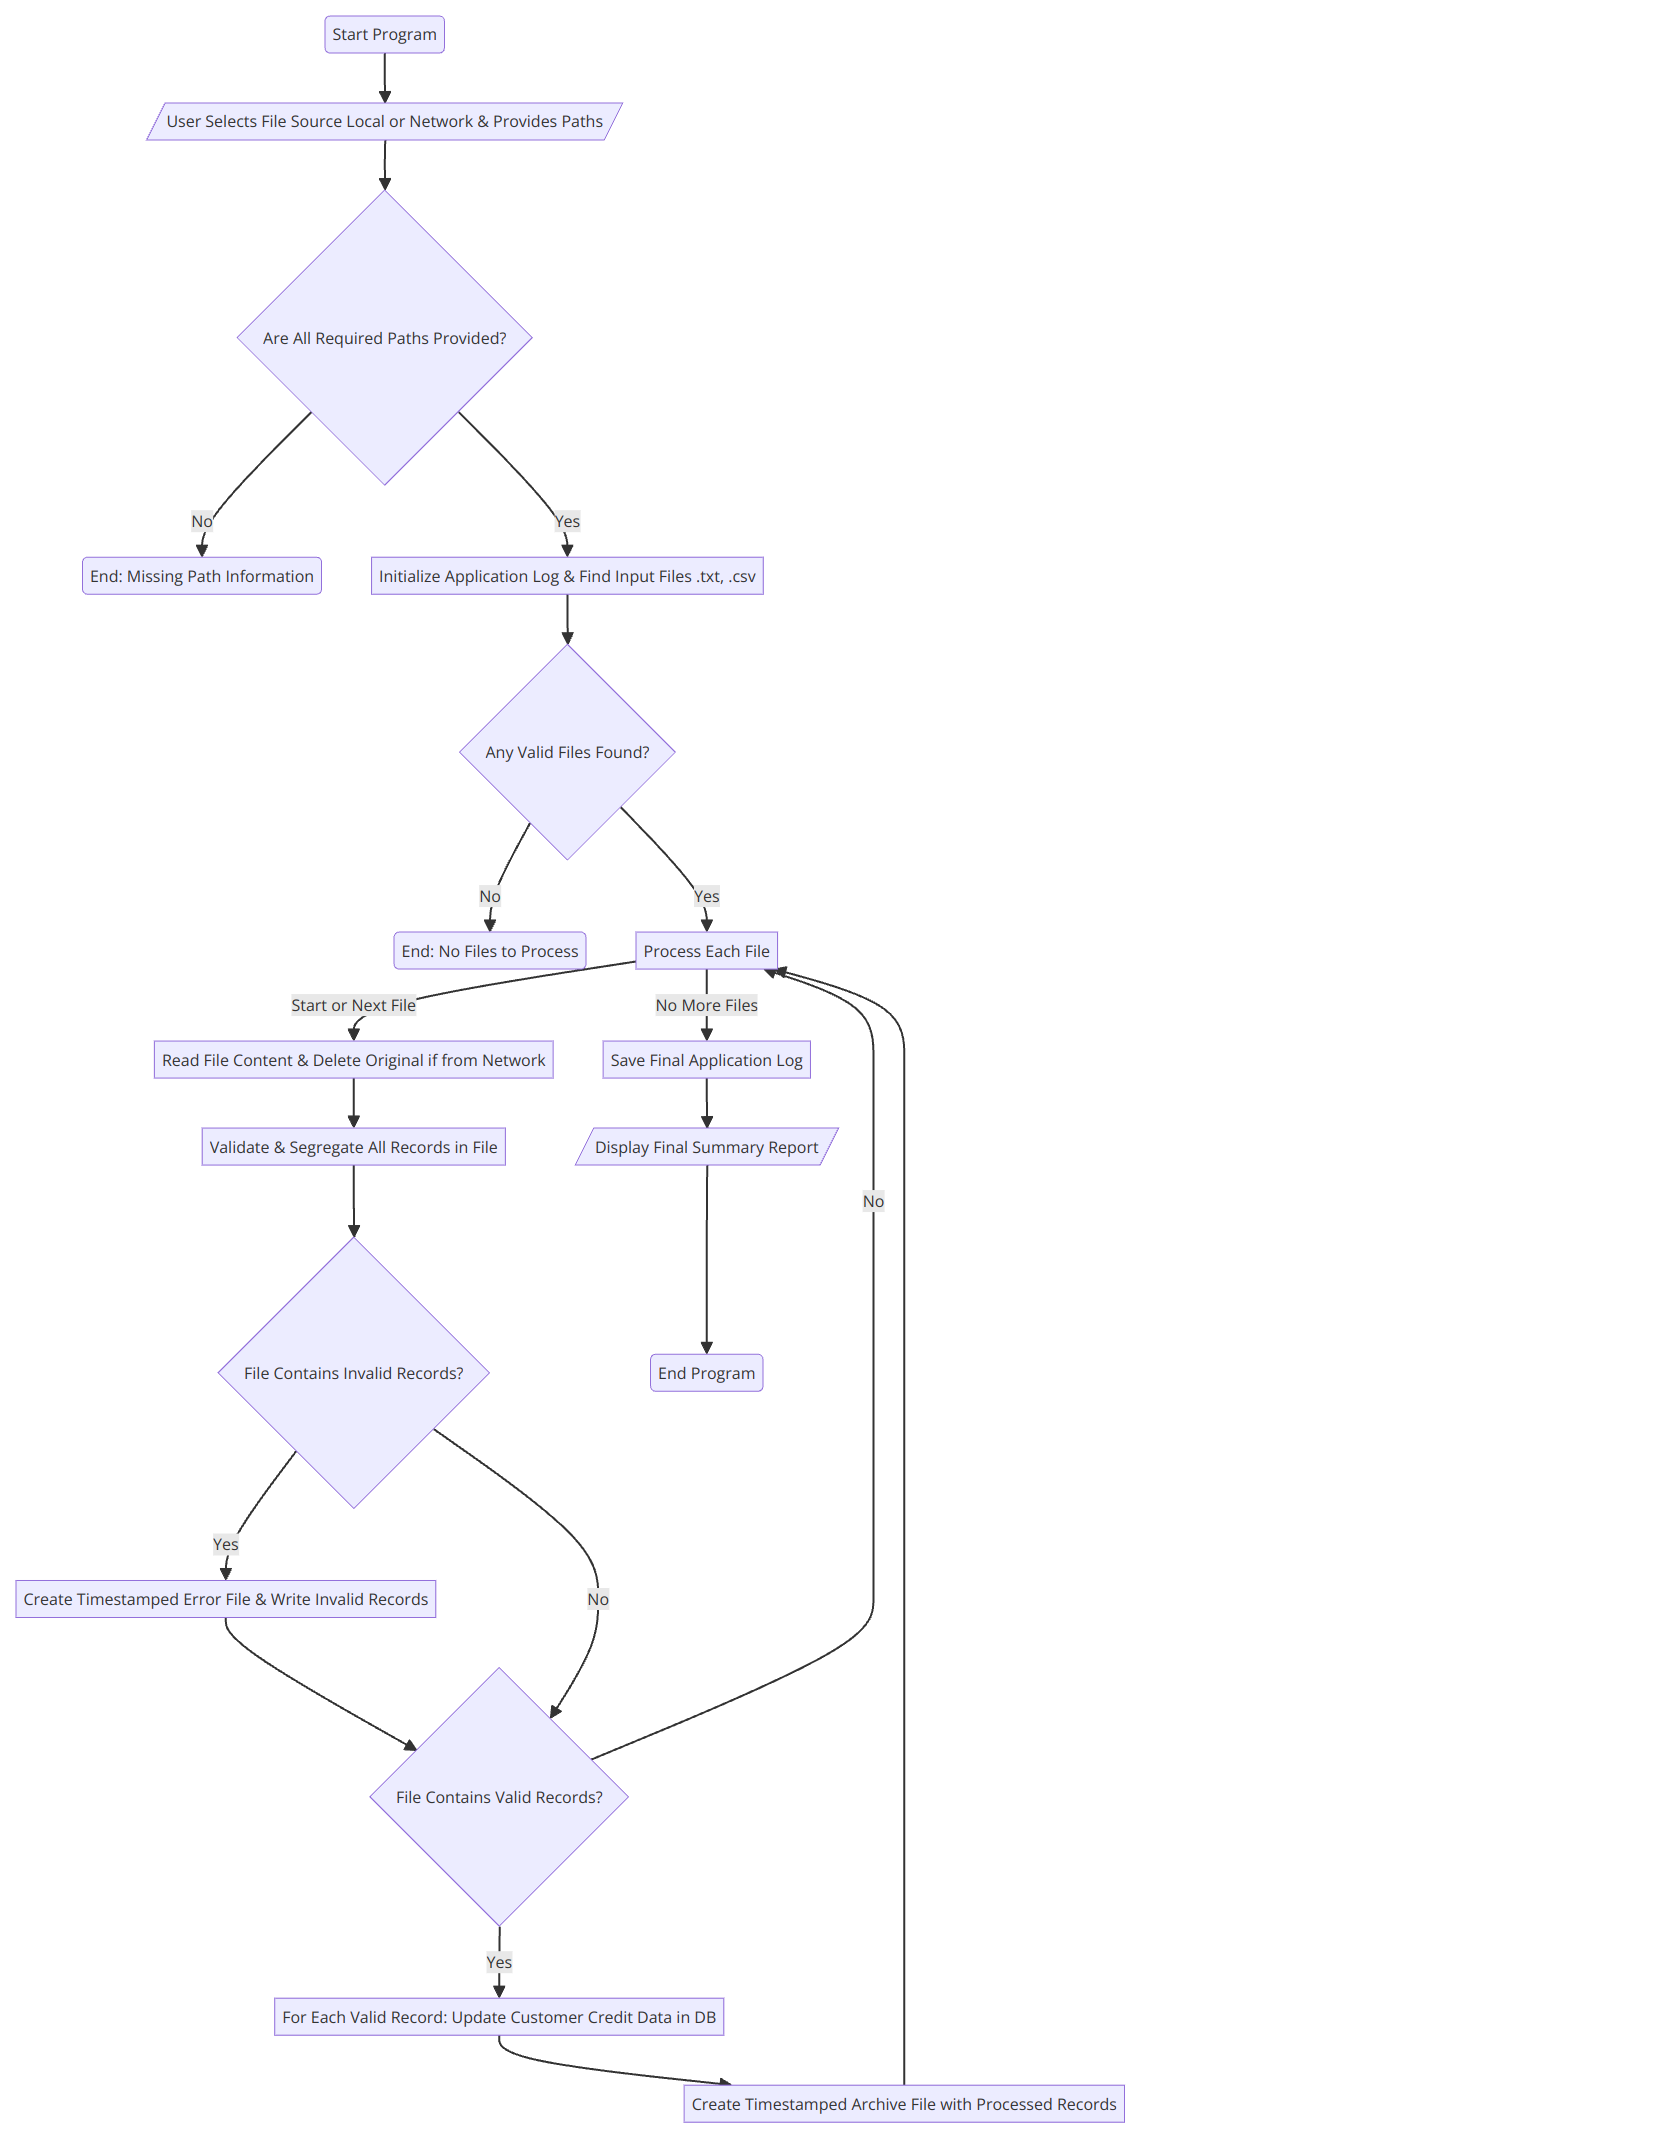 Start Program
User Selects File Source Local or Network & Provides Paths
Are All Required Paths Provided?
No
Yes
End: Missing Path Information
Initialize Application Log & Find Input Files .txt, .csv
Any Valid Files Found?
No
Yes
End: No Files to Process
Process Each File
Start or Next File
No More Files
Read File Content & Delete Original if from Network
Save Final Application Log
Validate & Segregate All Records in File
Display Final Summary Report
No
File Contains Invalid Records?
End Program
Yes
Create Timestamped Error File & Write Invalid Records
No
File Contains Valid Records?
Yes
For Each Valid Record: Update Customer Credit Data in DB
Create Timestamped Archive File with Processed Records